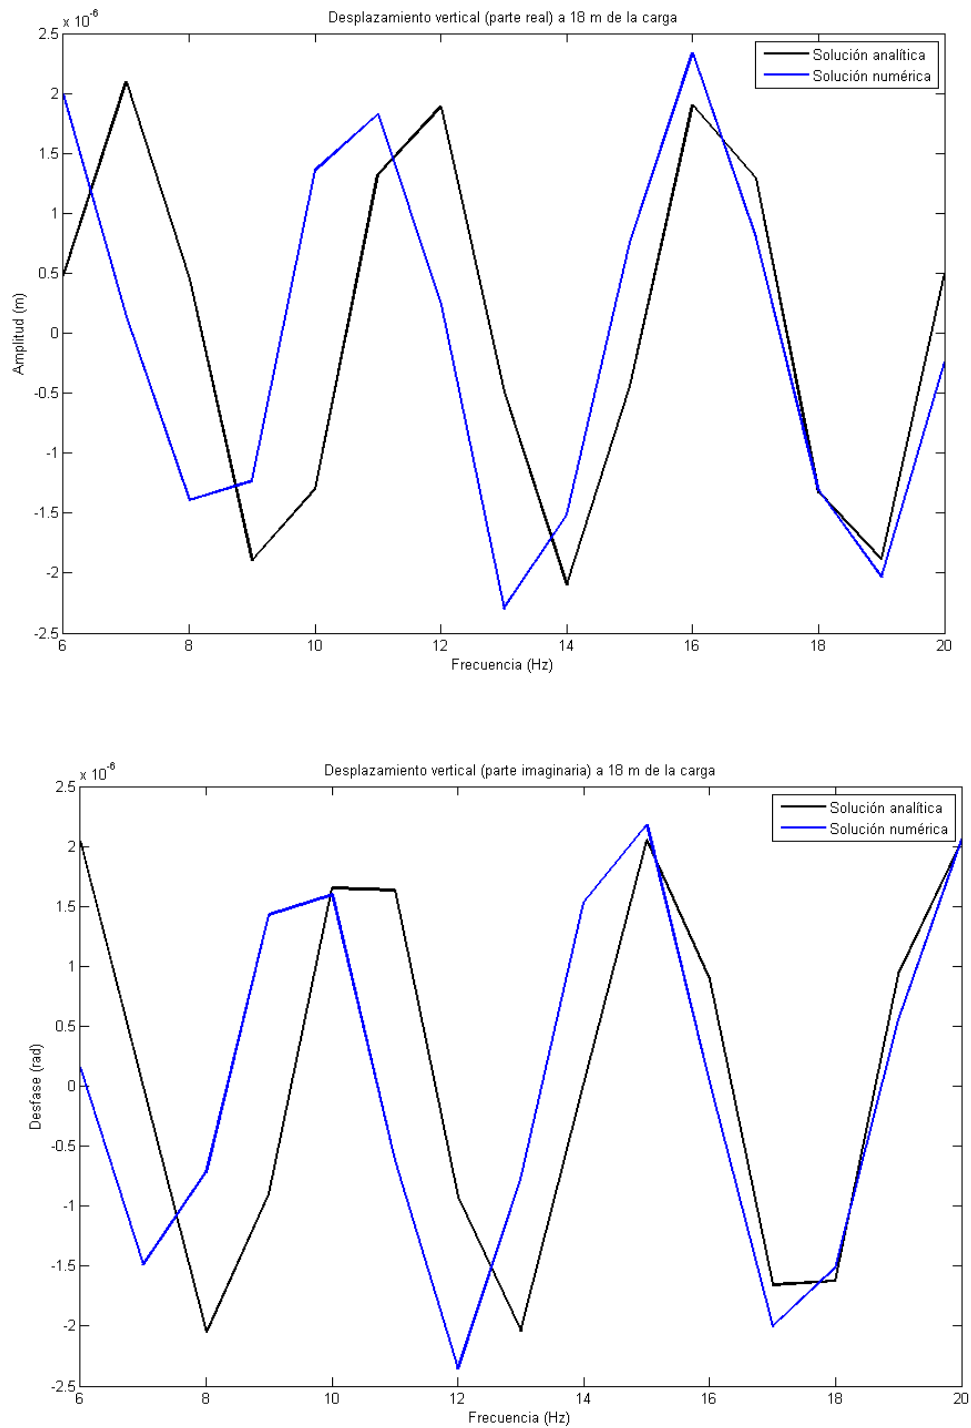 Desplazamiento vertical (parte real) a 18 m de la carga
x 10-6
2.5
2
1.5
1
0.5
0
-0.5
-1
-1.5
-2
-2.5
Amplitud (m)
Solución analítica
Solución numérica
6 8 10 12 14 16 18 20
Frecuencia (Hz)
Desplazamiento vertical (parte imaginaria) a 18 m de la carga
x 10-6
2.5
2
1.5
1
0.5
0
-0.5
-1
-1.5
-2
-2.5
Desfase (rad)
Solución analítica
Solución numérica
6 8 10 12 14 16 18 20
Frecuencia (Hz)